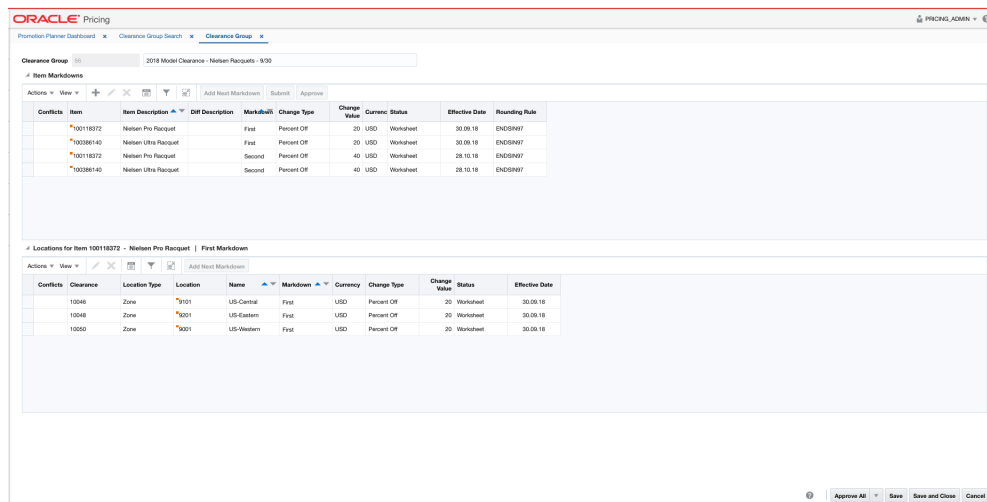 ORACLE Pricing
PRICING_ADMIN
Promotion Planner Dashboard × Clearance Group Search × Clearance Group ×
Clearance Group 56 2018 Model Clearance - Nielsen Racquets - 9/30
Item Markdowns
Actions View Add Next Markdown Submit Approve
Conflicts Item Item Description Diff Description Markdown Change Type Change Value Currenc Status Effective Date Rounding Rule
100118372 Nielsen Pro Racquet First Percent Off 20 USD Worksheet 30.09.18 ENDSIN97
100386140 Nielsen Ultra Racquet First Percent Off 20 USD Worksheet 30.09.18 ENDSIN97
100118372 Nielsen Pro Racquet Second Percent Off 40 USD Worksheet 28.10.18 ENDSIN97
100386140 Nielsen Ultra Racquet Second Percent Off 40 USD Worksheet 28.10.18 ENDSIN97
Locations for Item 100118372 - Nielsen Pro Racquet | First Markdown
Actions View Add Next Markdown
Conflicts Clearance Location Type Location Name Markdown Currency Change Type Change Value Status Effective Date
10046 Zone 9101 US-Central First USD Percent Off 20 Worksheet 30.09.18
10048 Zone 9201 US-Eastern First USD Percent Off 20 Worksheet 30.09.18
10050 Zone 9001 US-Western First USD Percent Off 20 Worksheet 30.09.18
Approve All Save Save and Close Cancel